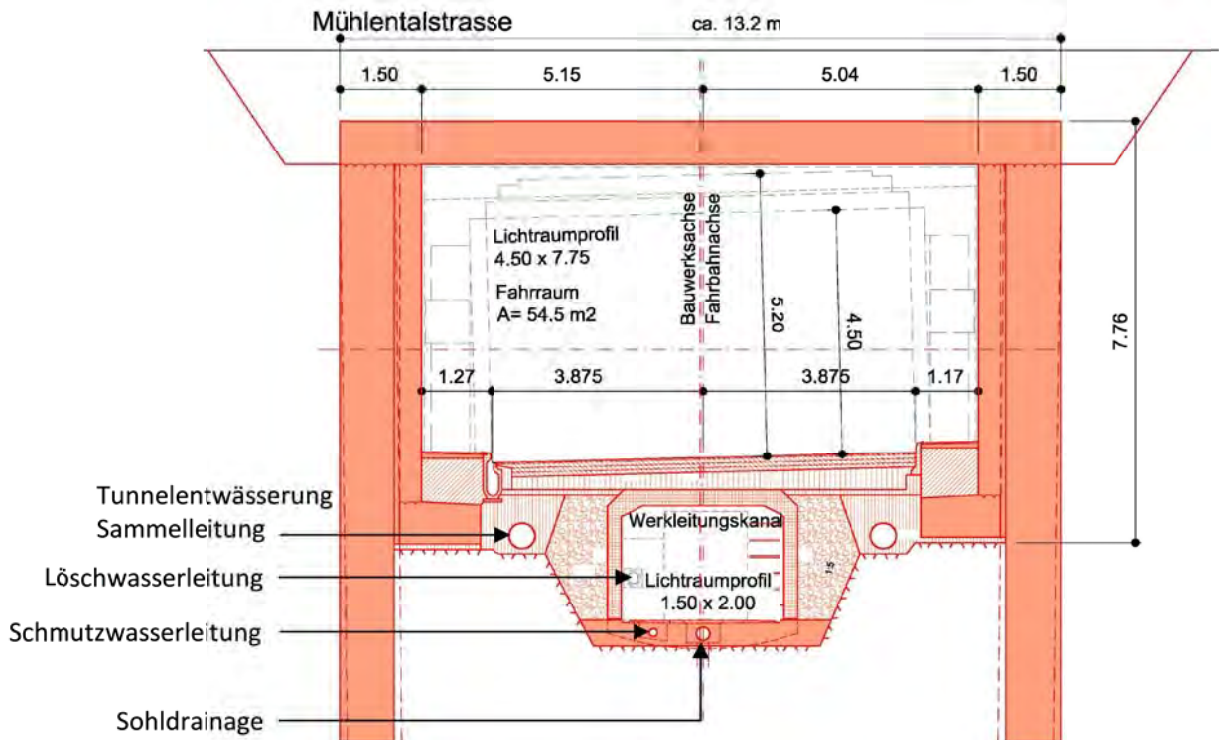 Mühlentalstrasse
ca. 13.2 m
1.50
5.15
5.04
1.50
Lichtraumprofil
4.50 x 7.75
Fahrraum
A= 54.5 m2
Bauwerksachse
Fahrbahnachse
5.20
4.50
7.76
1.27
3.875
3.875
1.17
Tunnelentwässerung
Sammelleitung
Werkleitungskanal
Löschwasserleitung
Lichtraumprofil
1.50 x 2.00
1:5
Schmutzwasserleitung
Sohldrainage